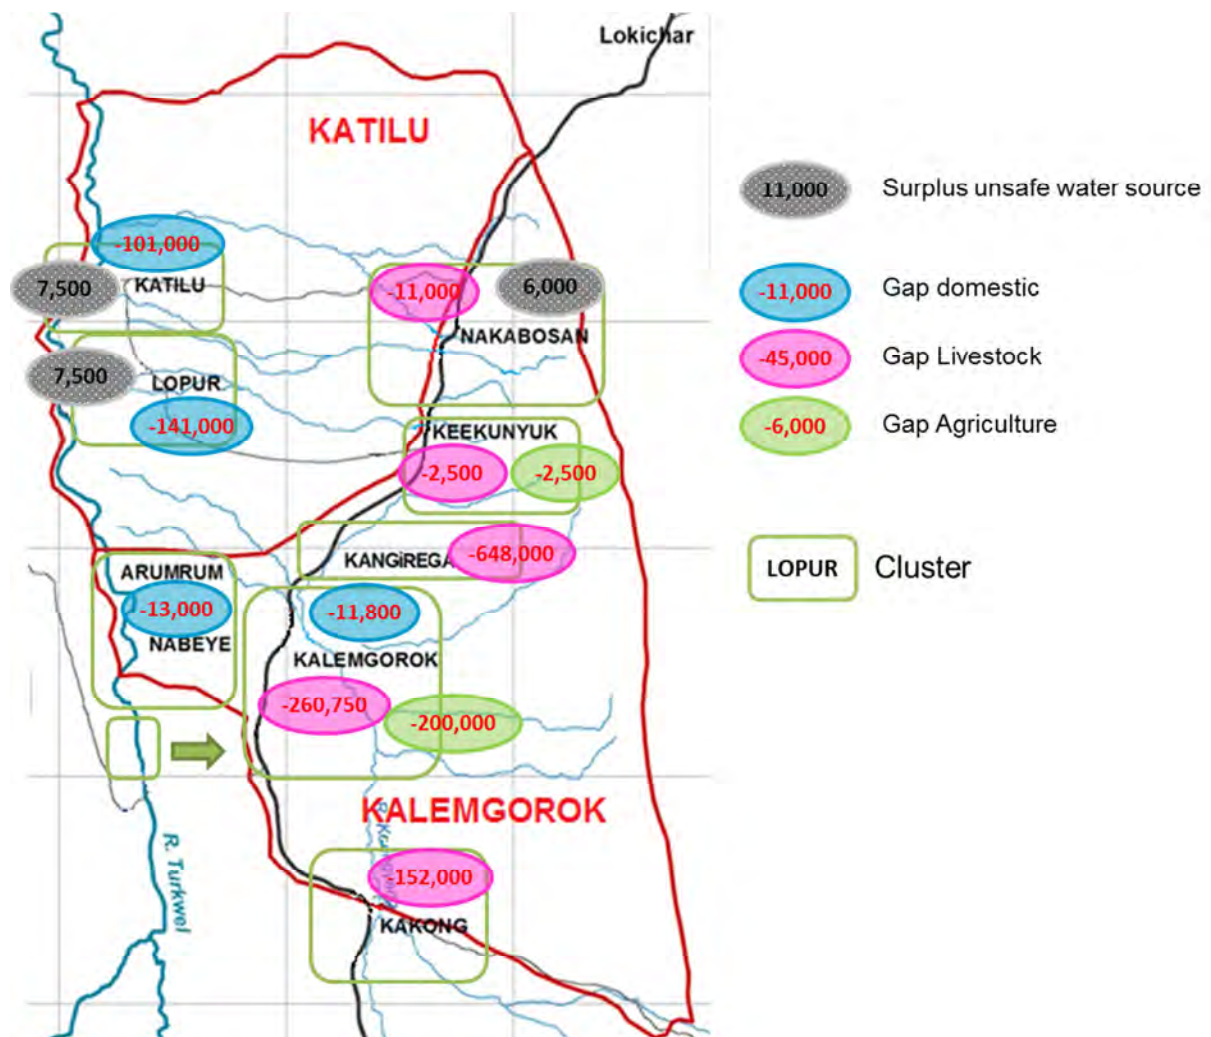 Lokichar
KATILU
11,000 Surplus unsafe water source
-101,000
7,500 KATILU
-11,000 6,000
-11,000 Gap domestic
NAKABOSAN
-45,000 Gap Livestock
7,500 LOPUR
-141,000
KEEKUNYUK
-6,000 Gap Agriculture
-2,500 -2,500
KANGiREGA
-648,000
ARUMRUM
LOPUR Cluster
-13,000
-11,800
NABEYE
KALEMGOROK
-260,750
-200,000
KALEMGOROK
R. Turkwel
-152,000
KAKONG